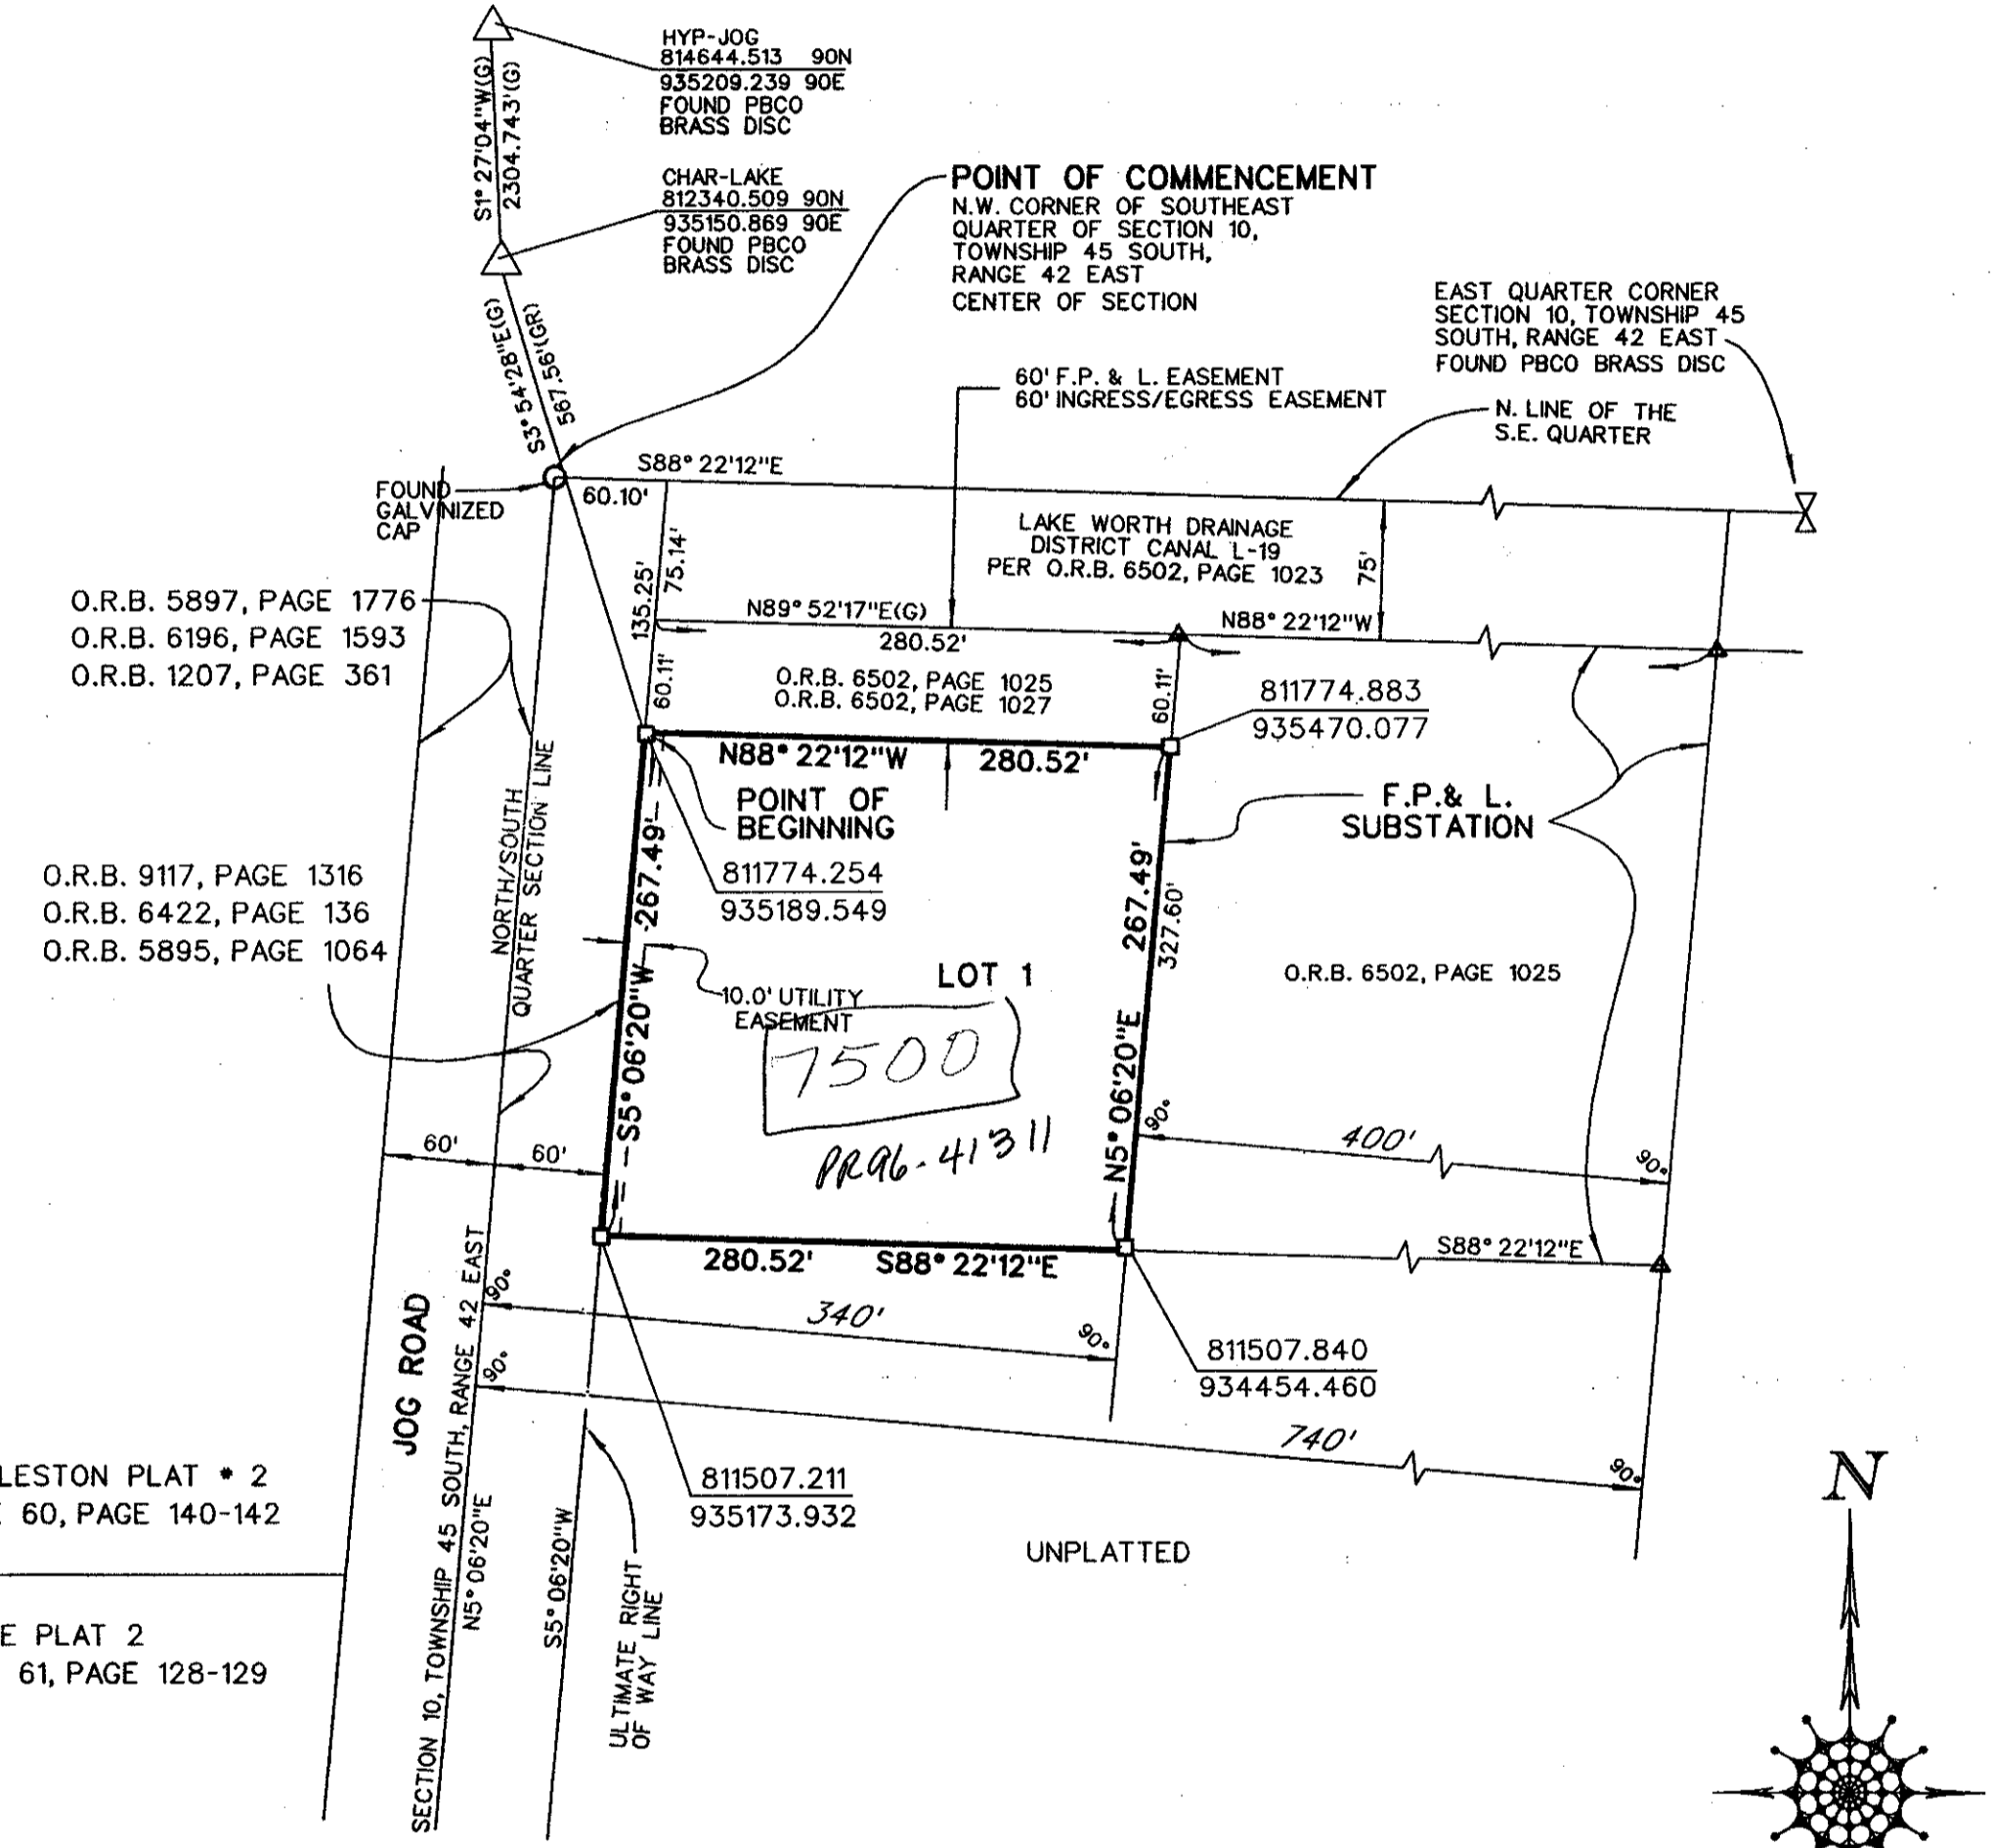 HYP-JOG
814644.513 90N
935209.239 90E
FOUND PBCO
BRASS DISC
S1° 27'04"W(G)
2304.743'(G)
CHAR-LAKE
812340.509 90N
935150.869 90E
FOUND PBCO
BRASS DISC
POINT OF COMMENCEMENT
N.W. CORNER OF SOUTHEAST
QUARTER OF SECTION 10,
TOWNSHIP 45 SOUTH,
RANGE 42 EAST
CENTER OF SECTION
EAST QUARTER CORNER
SECTION 10, TOWNSHIP 45
SOUTH, RANGE 42 EAST
FOUND PBCO BRASS DISC
S3° 54'28"E(G)
567.56'(GR)
60' F.P. & L. EASEMENT
60' INGRESS/EGRESS EASEMENT
N. LINE OF THE
S.E. QUARTER
S88° 22'12"E
60.10'
FOUND
GALVNIZED
CAP
LAKE WORTH DRAINAGE
DISTRICT CANAL L-19
PER O.R.B. 6502, PAGE 1023
75'
135.25'
75.14'
O.R.B. 5897, PAGE 1776
O.R.B. 6196, PAGE 1593
O.R.B. 1207, PAGE 361
N89° 52'17"E(G)
280.52'
N88° 22'12"W
60.11'
O.R.B. 6502, PAGE 1025
O.R.B. 6502, PAGE 1027
60.11'
811774.883
935470.077
N88° 22'12"W 280.52'
POINT OF
BEGINNING
F.P.& L.
SUBSTATION
811774.254
935189.549
NORTH/SOUTH
QUARTER SECTION LINE
O.R.B. 9117, PAGE 1316
O.R.B. 6422, PAGE 136
O.R.B. 5895, PAGE 1064
S5° 06'20"W 267.49'
N5° 06'20"E 267.49'
327.60'
LOT 1
10.0' UTILITY
EASEMENT
7500
PR96-41311
O.R.B. 6502, PAGE 1025
60'
60'
90°
400'
90°
280.52' S88° 22'12"E
S88° 22'12"E
90°
340'
90°
811507.840
934454.460
90°
740'
90°
JOG ROAD
811507.211
935173.932
SECTION 10, TOWNSHIP 45 SOUTH, RANGE 42 EAST
N5° 06'20"E
S5° 06'20"W
ULTIMATE RIGHT
OF WAY LINE
UNPLATTED
LESTON PLAT * 2
60, PAGE 140-142
E PLAT 2
61, PAGE 128-129
N